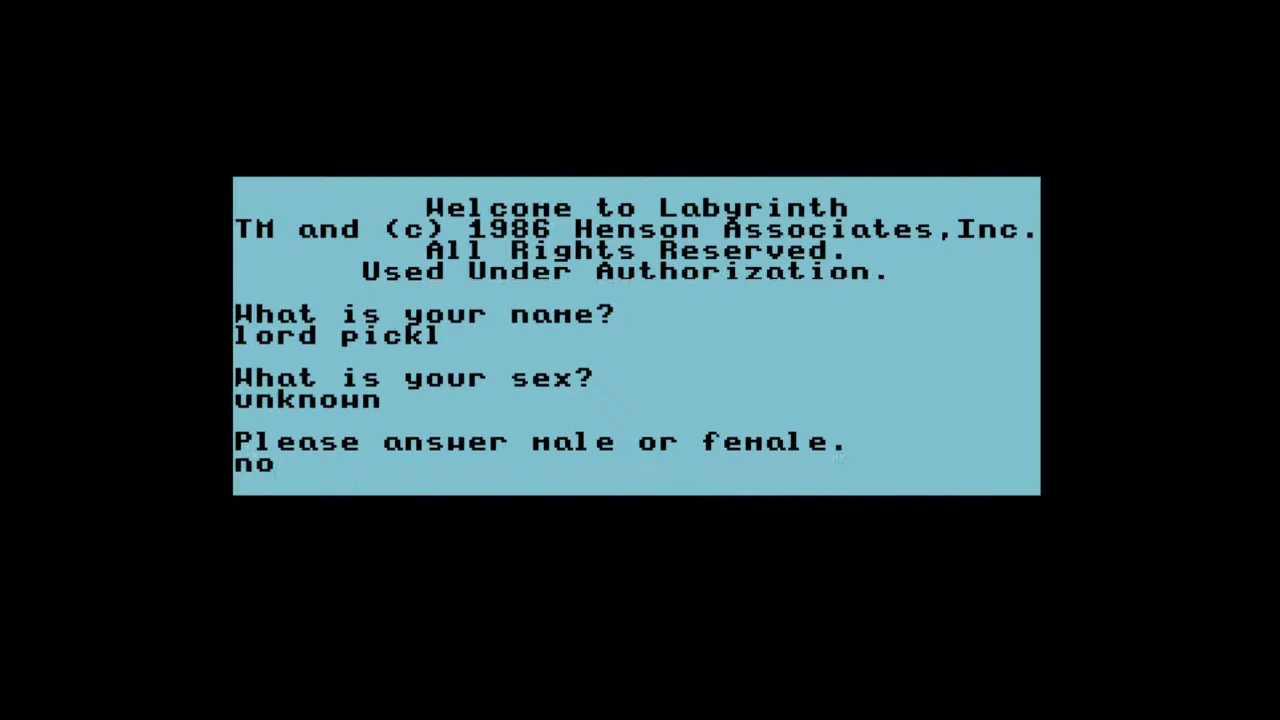 Welcome to Labyrinth
TM and (c) 1986 Henson Associates,Inc.
All Rights Reserved.
Used Under Authorization.
What is your name?
lord pickl
What is your sex?
unknown
Please answer male or female.
no